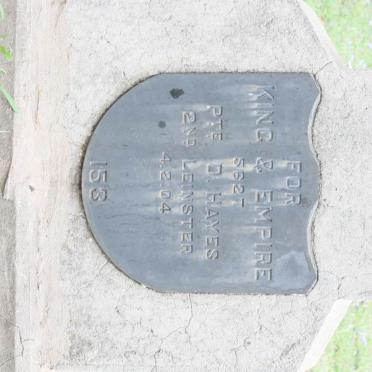 FOR
KING & EMPIRE
5627
PTE D HAYES
2ND LEINSTER
4.2.04
153